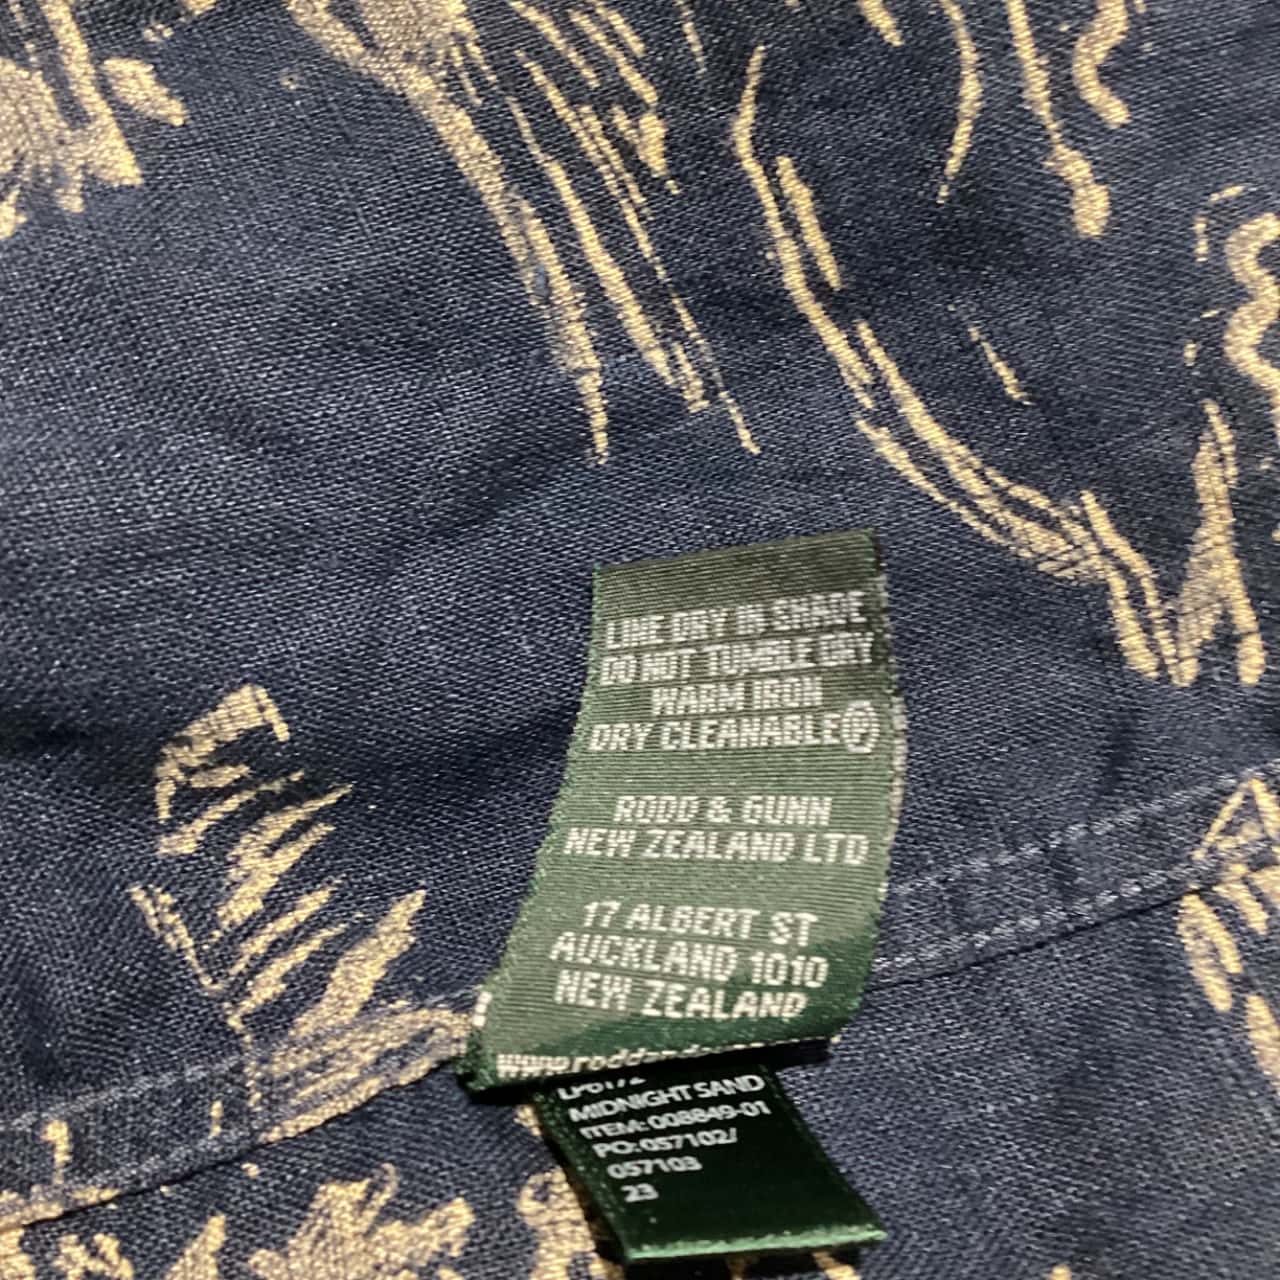 LINE DRY IN SHADE
DO NOT TUMBLE DRY
WARM IRON
DRY CLEANABLE Ⓟ
RODD & GUNN
NEW ZEALAND LTD
17 ALBERT ST
AUCKLAND 1010
NEW ZEALAND
MIDNIGHT SAND
ITEM: 008849-01
PO: 057102/
057103
23